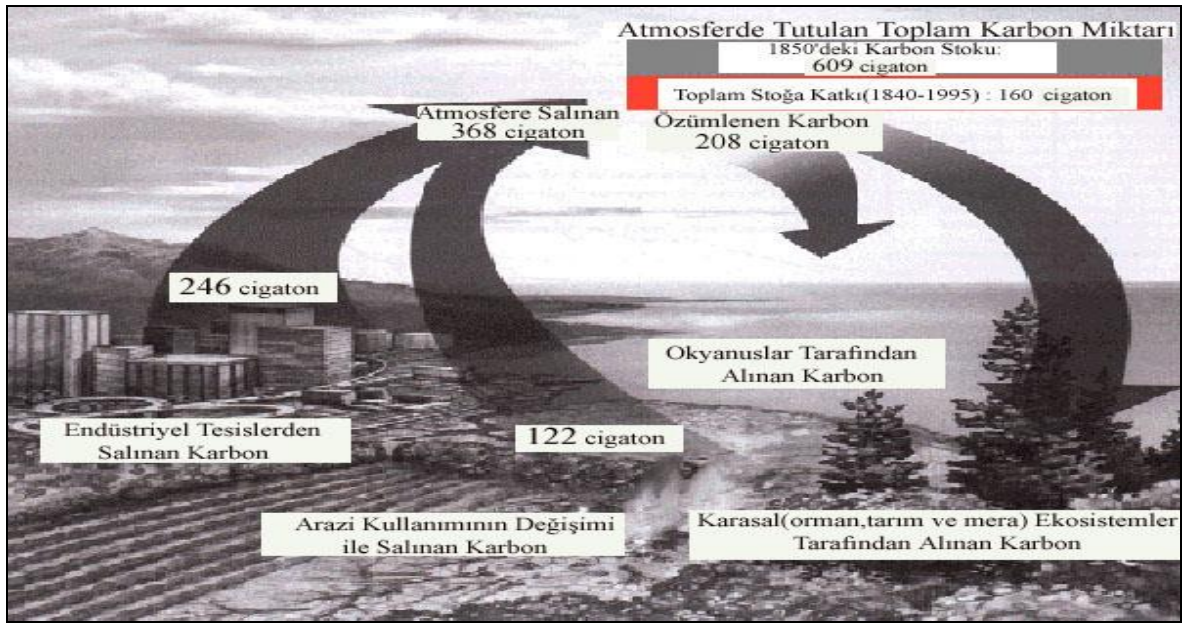 Atmosferde Tutulan Toplam Karbon Miktarı
1850'deki Karbon Stoku:
609 cigaton
Toplam Stoğa Katkı(1840-1995) : 160 cigaton
Atmosfere Salınan
368 cigaton
Özümlenen Karbon
208 cigaton
246 cigaton
Okyanuslar Tarafından
Alınan Karbon
Endüstriyel Tesislerden
Salınan Karbon
122 cigaton
Arazi Kullanımının Değişimi
ile Salınan Karbon
Karasal(orman,tarım ve mera) Ekosistemler
Tarafından Alınan Karbon